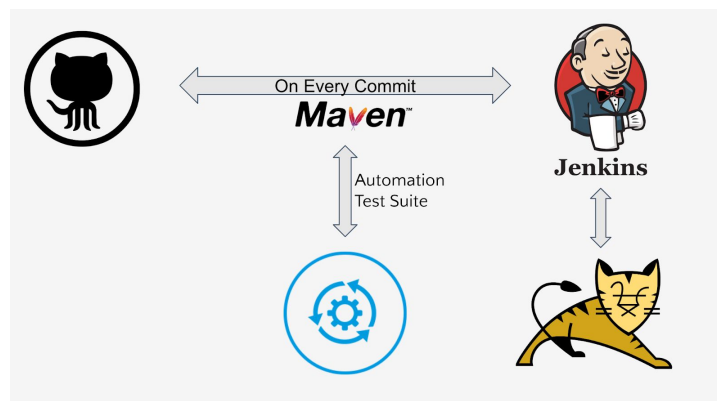 On Every Commit
Maven™
Automation
Test Suite
Jenkins